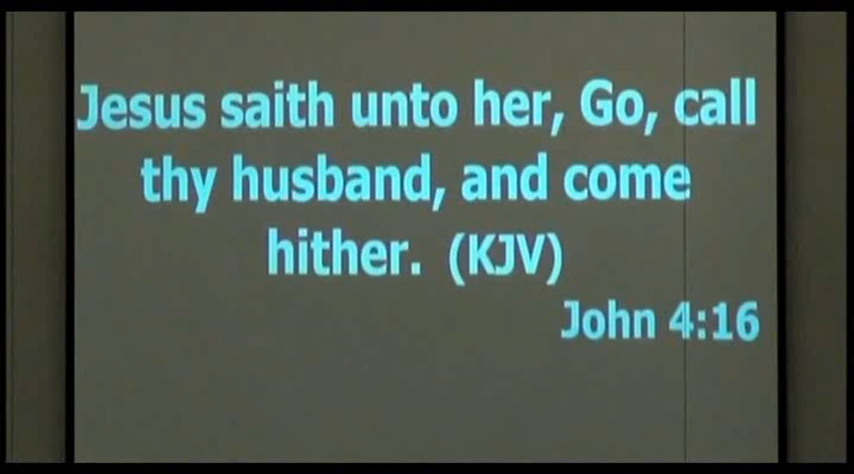 Jesus saith unto her, Go, call
thy husband, and come
hither. (KJV)
John 4:16